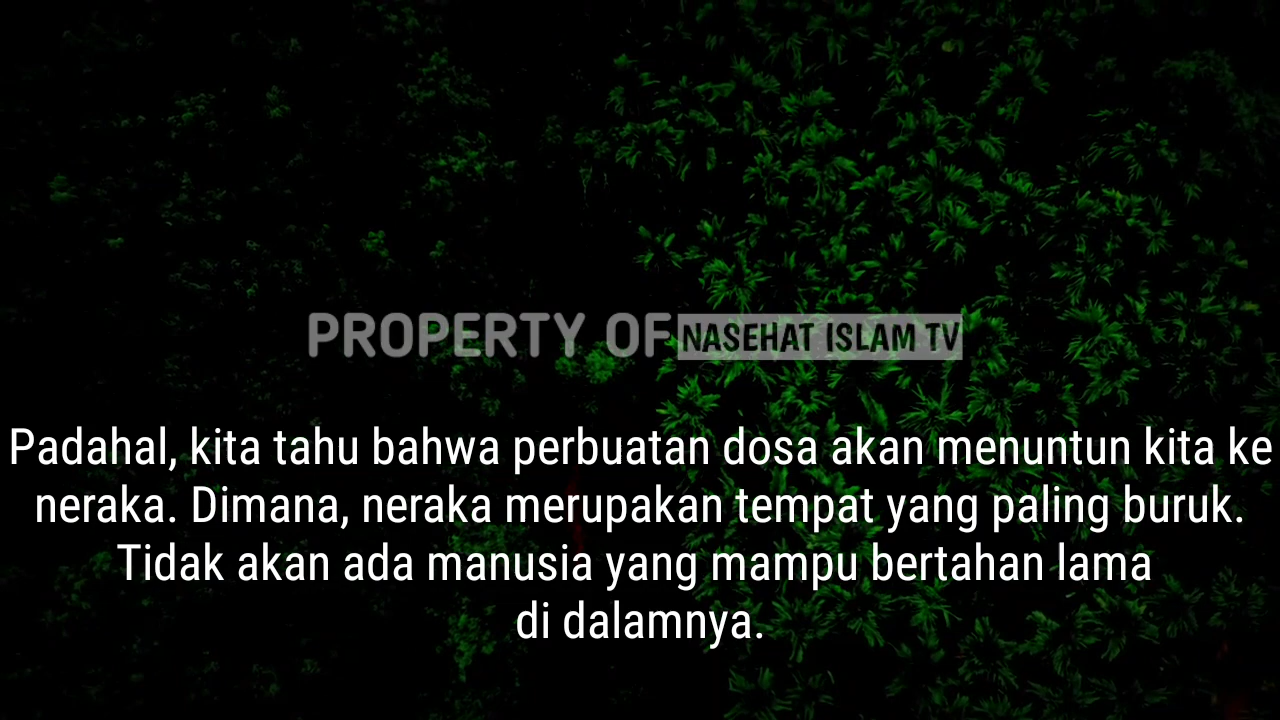 PROPERTY OF NASEHAT ISLAM TV
Padahal, kita tahu bahwa perbuatan dosa akan menuntun kita ke
neraka. Dimana, neraka merupakan tempat yang paling buruk.
Tidak akan ada manusia yang mampu bertahan lama
di dalamnya.